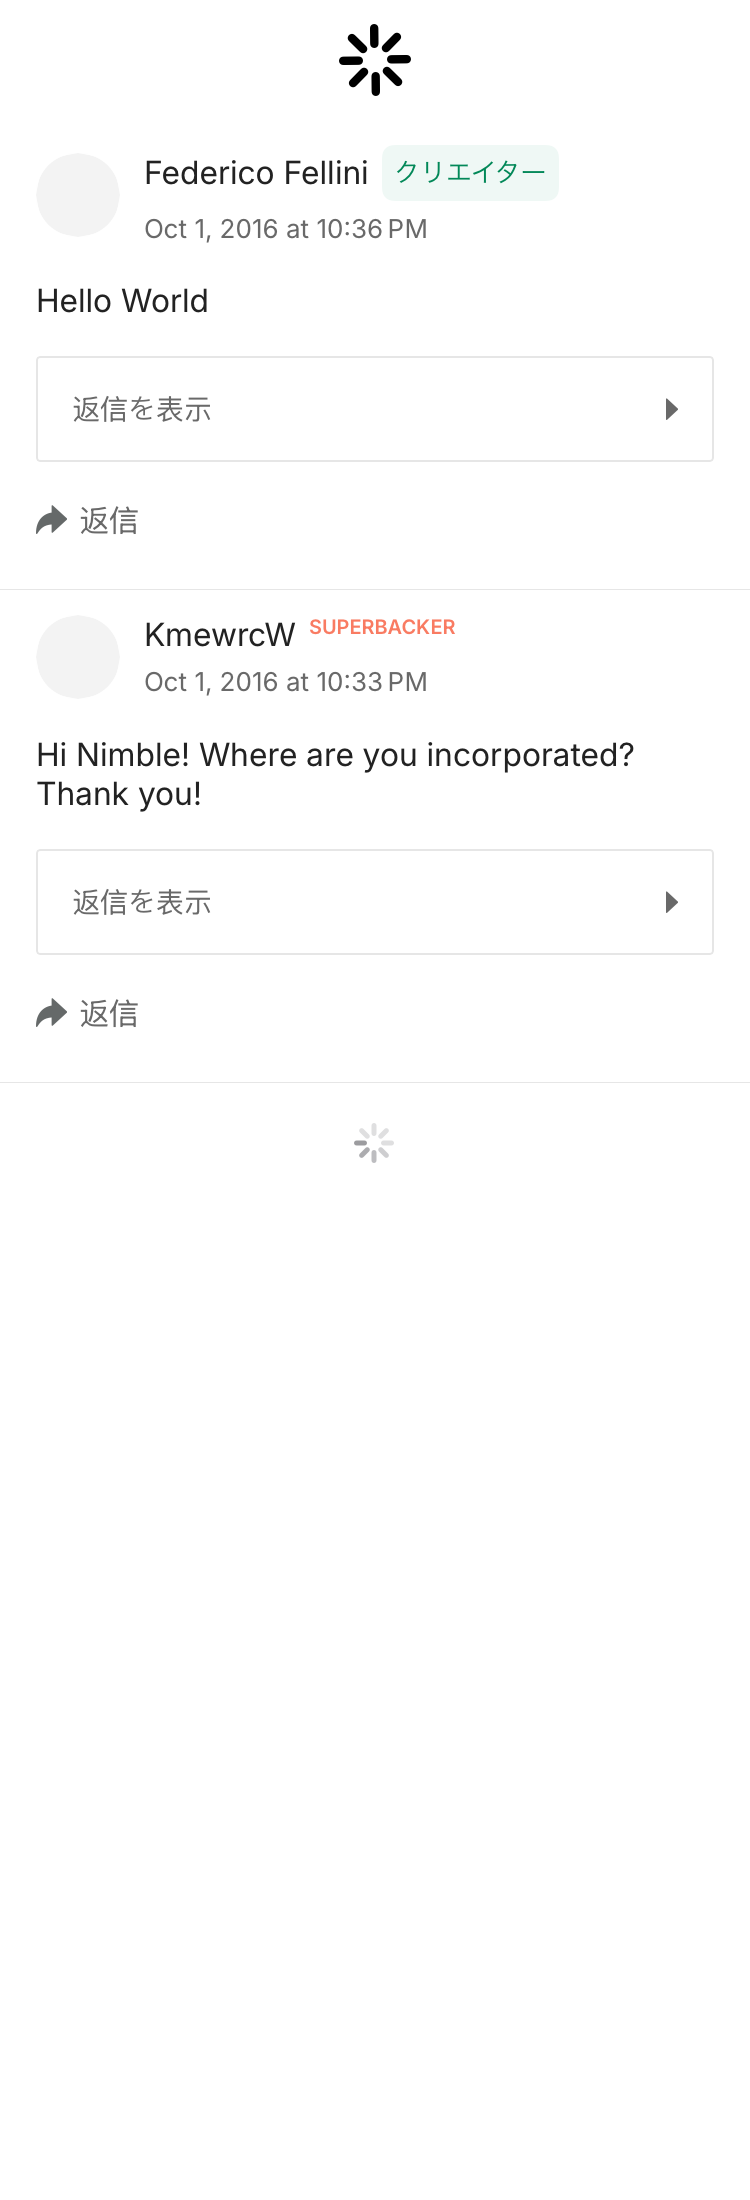 Federico Fellini クリエイター
Oct 1, 2016 at 10:36 PM
Hello World
返信を表示
返信
KmewrcW SUPERBACKER
Oct 1, 2016 at 10:33 PM
Hi Nimble! Where are you incorporated?
Thank you!
返信を表示
返信